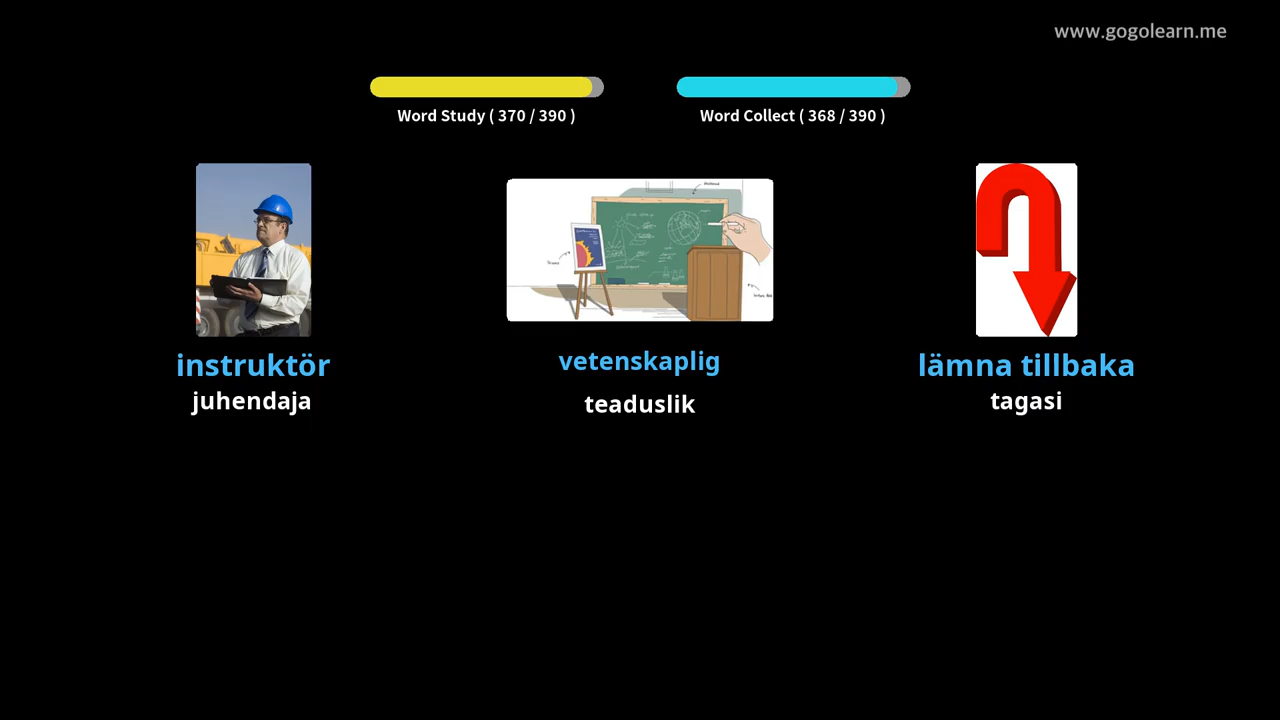 www.gogolearn.me
Word Study ( 370 / 390 )
Word Collect ( 368 / 390 )
instruktör
juhendaja
vetenskaplig
teaduslik
lämna tillbaka
tagasi